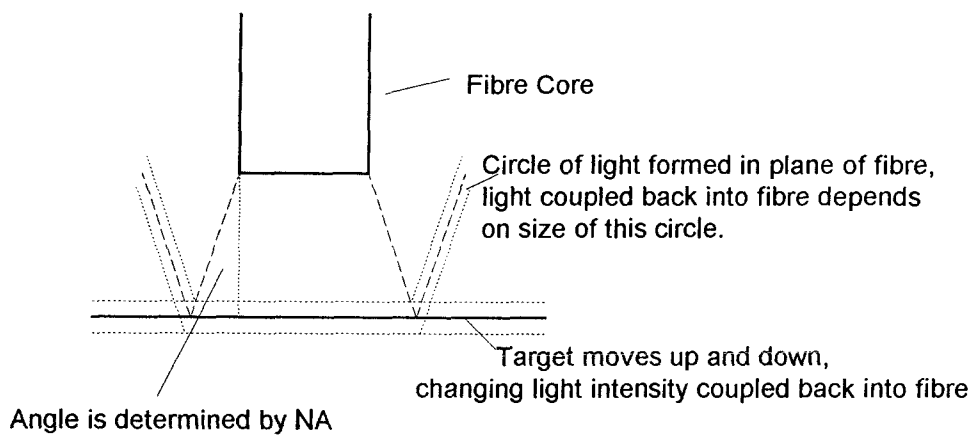 Fibre Core
Circle of light formed in plane of fibre,
light coupled back into fibre depends
on size of this circle.
Target moves up and down,
changing light intensity coupled back into fibre
Angle is determined by NA